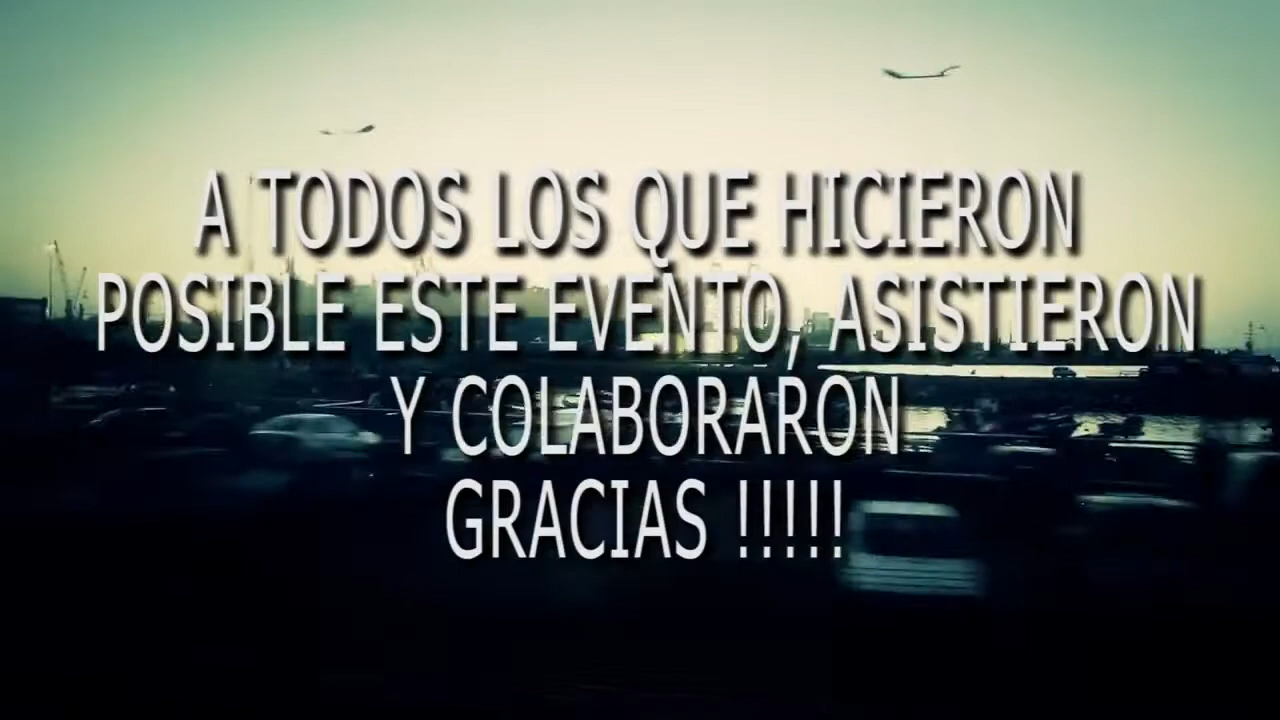 A TODOS LOS QUE HICIERON
POSIBLE ESTE EVENTO, ASISTIERON
Y COLABORARON
GRACIAS !!!!!